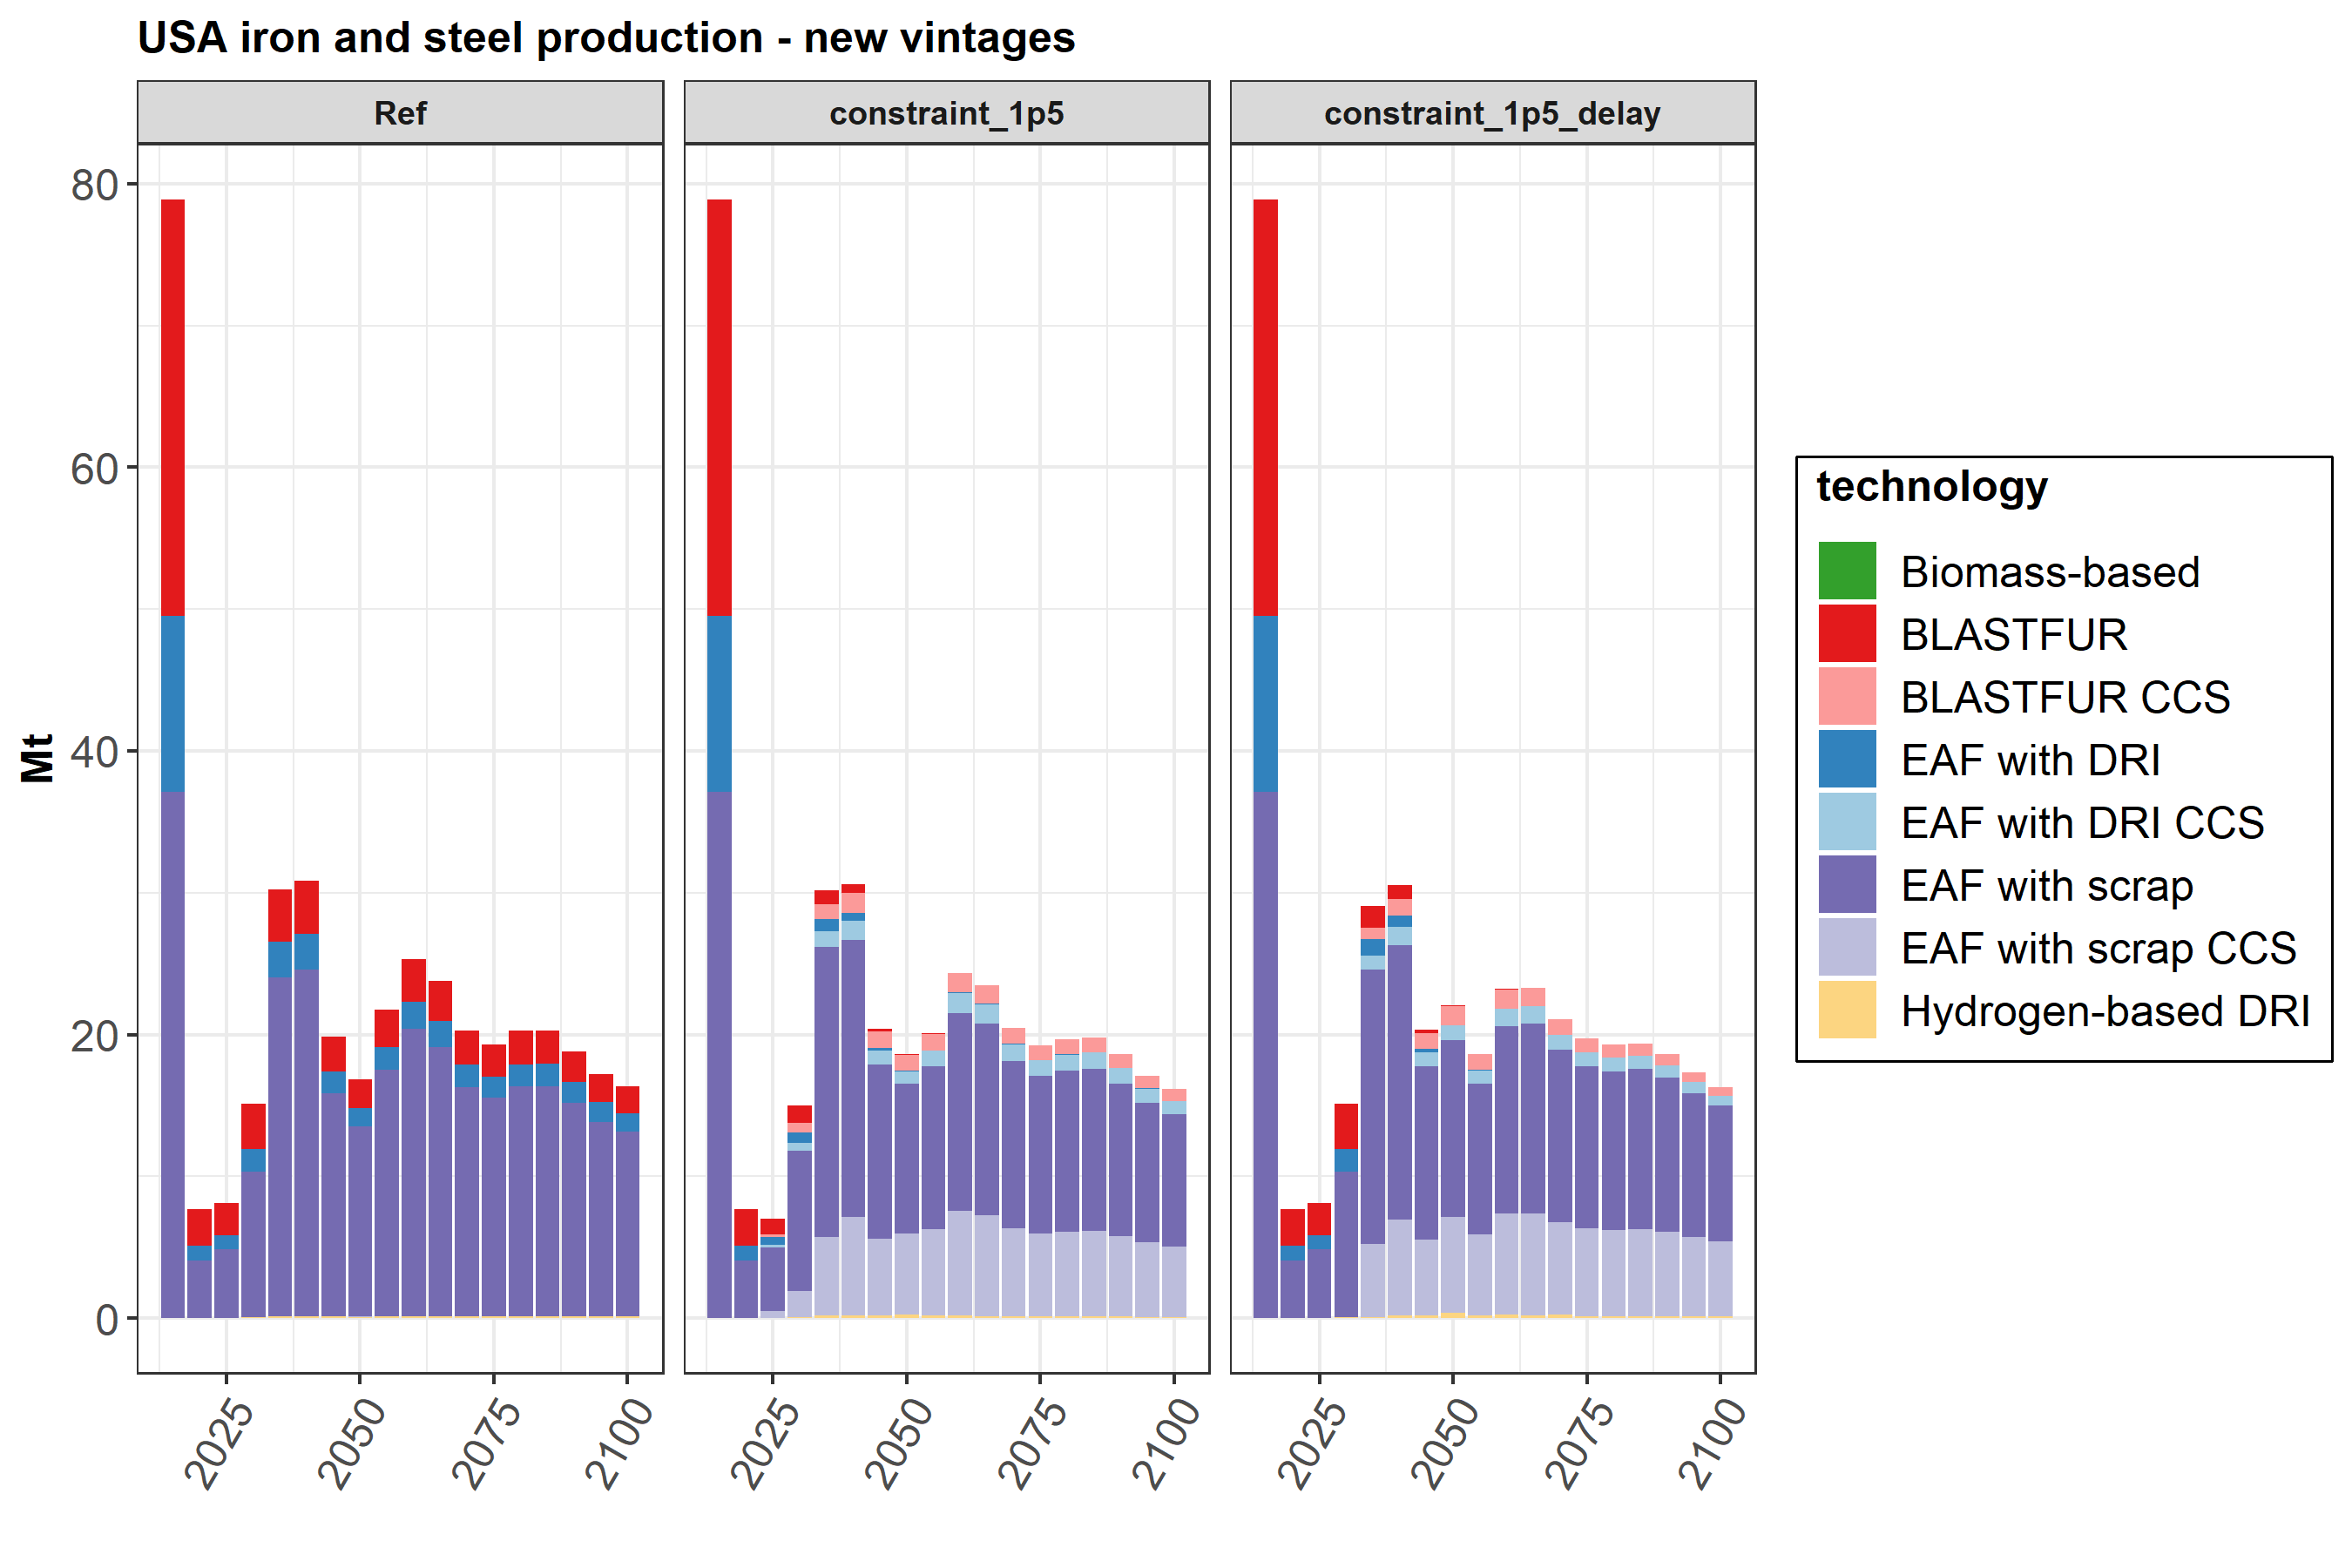 USA iron and steel production - new vintages
Ref
constraint_1p5
constraint_1p5_delay
80
60
40
20
0
Mt
2025
2050
2075
2100
2025
2050
2075
2100
2025
2050
2075
2100
technology
Biomass-based
BLASTFUR
BLASTFUR CCS
EAF with DRI
EAF with DRI CCS
EAF with scrap
EAF with scrap CCS
Hydrogen-based DRI